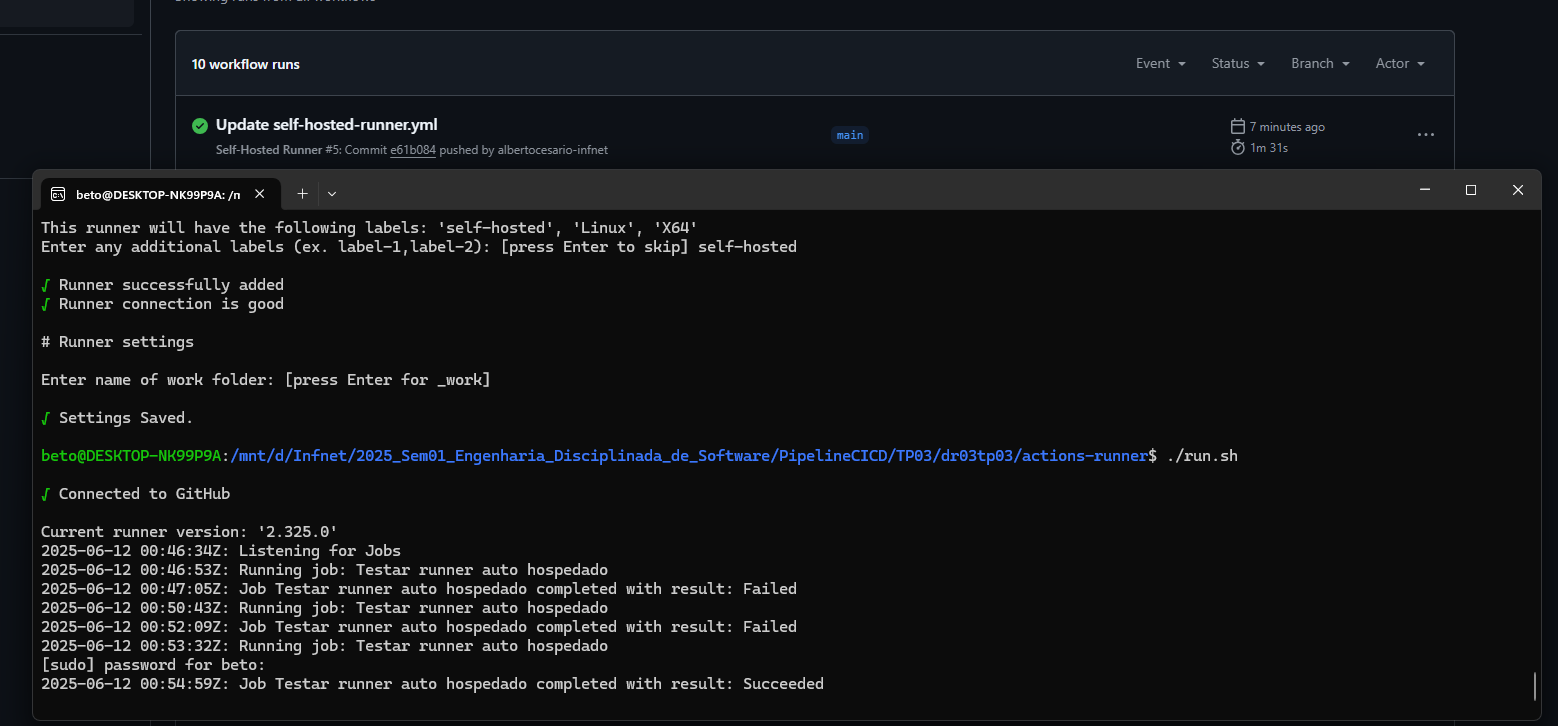 10 workflow runs
Event
Status
Branch
Actor
Update self-hosted-runner.yml
main
7 minutes ago
Self-Hosted Runner #5: Commit e61b084 pushed by albertocesario-infnet
1m 31s
beto@DESKTOP-NK99P9A: /n
This runner will have the following labels: 'self-hosted', 'Linux', 'X64'
Enter any additional labels (ex. label-1,label-2): [press Enter to skip] self-hosted
√ Runner successfully added
√ Runner connection is good
# Runner settings
Enter name of work folder: [press Enter for _work]
√ Settings Saved.
beto@DESKTOP-NK99P9A:/mnt/d/Infnet/2025_Sem01_Engenharia_Disciplinada_de_Software/PipelineCICD/TP03/dr03tp03/actions-runner$ ./run.sh
√ Connected to GitHub
Current runner version: '2.325.0'
2025-06-12 00:46:34Z: Listening for Jobs
2025-06-12 00:46:53Z: Running job: Testar runner auto hospedado
2025-06-12 00:47:05Z: Job Testar runner auto hospedado completed with result: Failed
2025-06-12 00:50:43Z: Running job: Testar runner auto hospedado
2025-06-12 00:52:09Z: Job Testar runner auto hospedado completed with result: Failed
2025-06-12 00:53:32Z: Running job: Testar runner auto hospedado
[sudo] password for beto:
2025-06-12 00:54:59Z: Job Testar runner auto hospedado completed with result: Succeeded